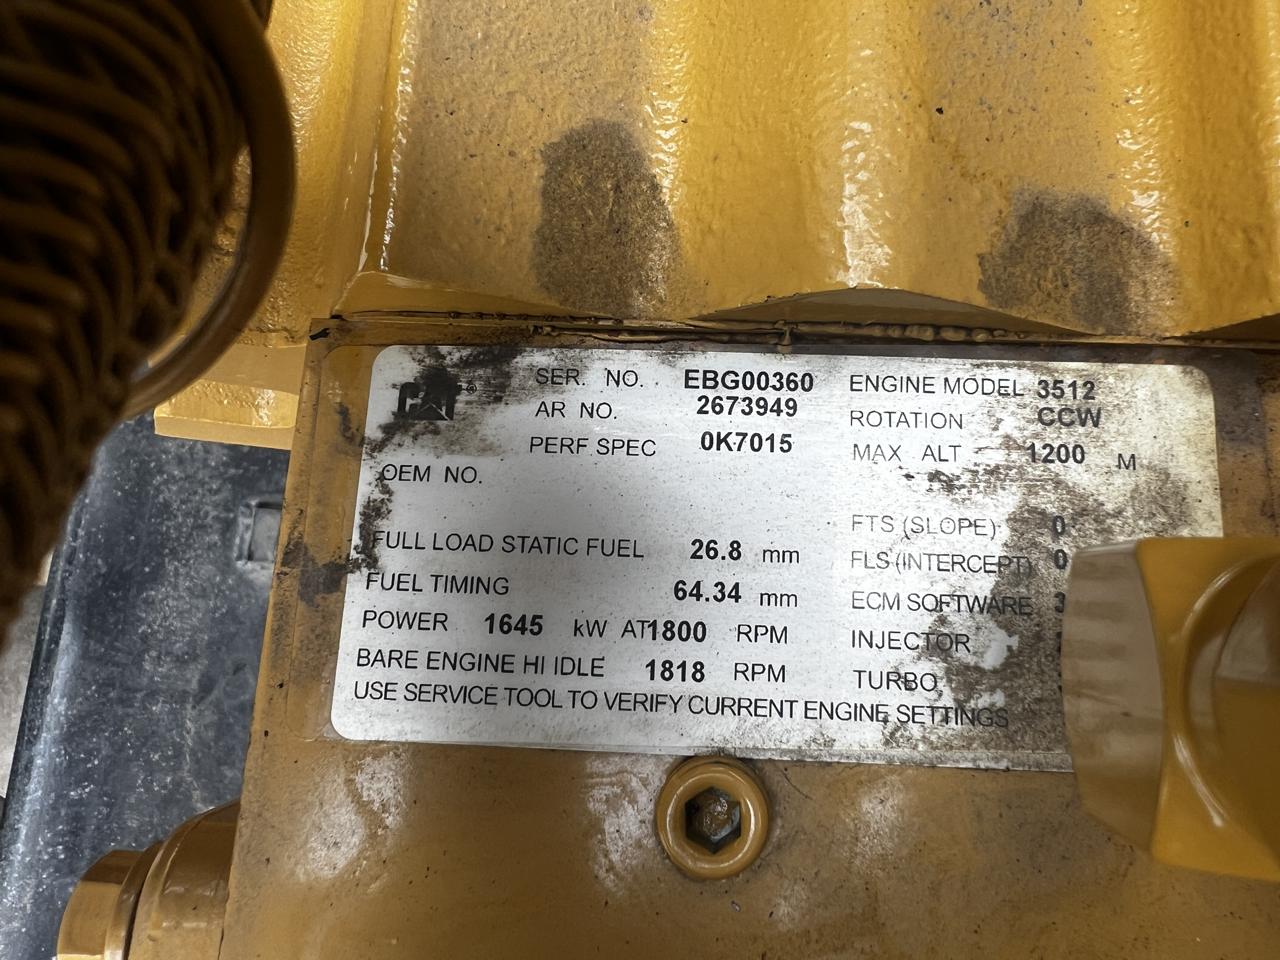 CAT®
SER. NO. EBG00360 ENGINE MODEL 3512
AR NO. 2673949 ROTATION CCW
PERF SPEC 0K7015 MAX ALT 1200 M
OEM NO.
FTS (SLOPE) 0
FULL LOAD STATIC FUEL 26.8 mm FLS (INTERCEPT) 0
FUEL TIMING 64.34 mm ECM SOFTWARE
POWER 1645 kW AT 1800 RPM INJECTOR
BARE ENGINE HI IDLE 1818 RPM TURBO
USE SERVICE TOOL TO VERIFY CURRENT ENGINE SETTINGS